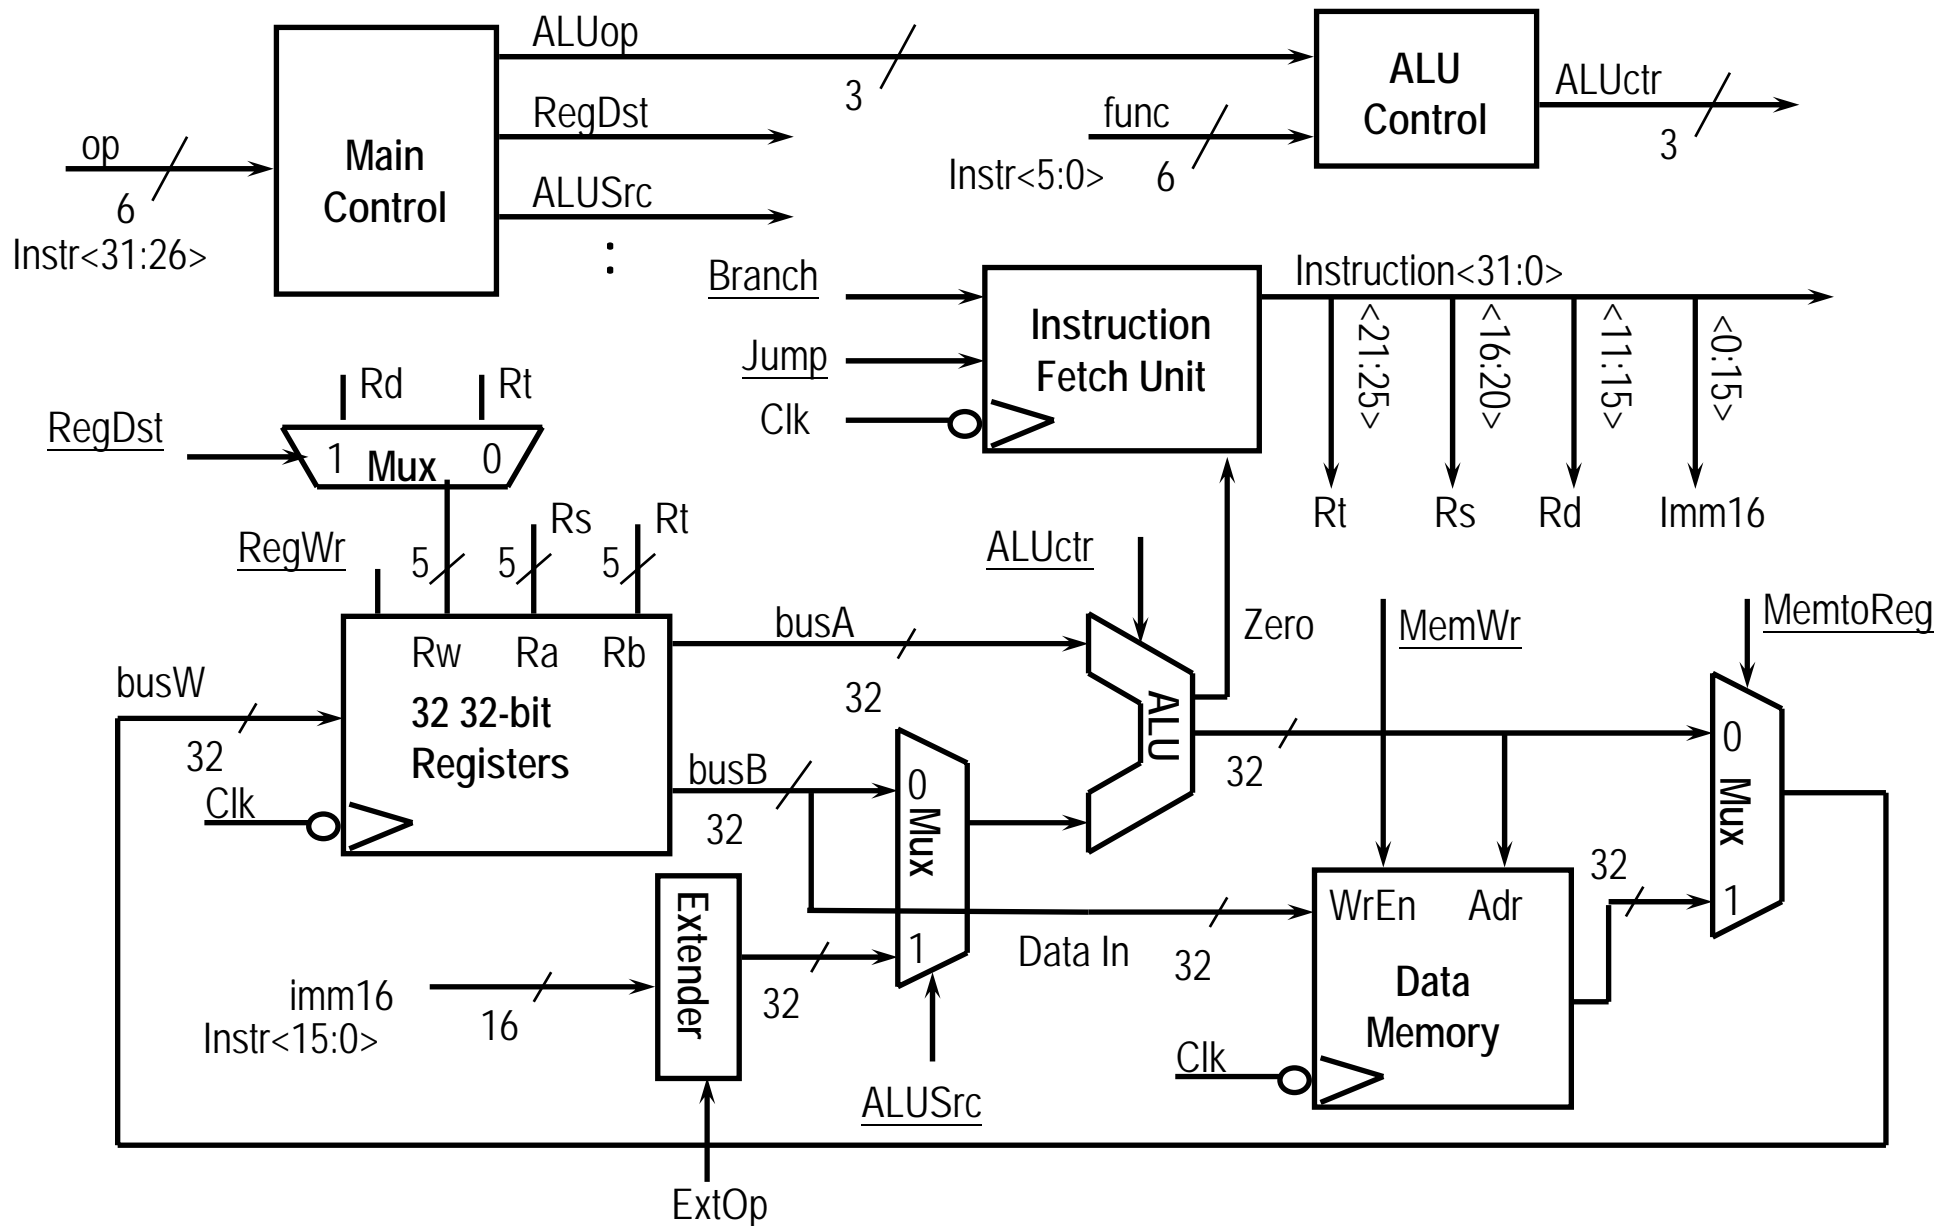 ALUop
3
RegDst
ALUSrc
:
op
6
Instr<31:26>
Main
Control
func
Instr<5:0>
6
ALU
Control
ALUctr
3
Branch
Jump
Clk
Instruction
Fetch Unit
Instruction<31:0>
<21:25>
<16:20>
<11:15>
<0:15>
Rt
Rs
Rd
Imm16
Rd
Rt
RegDst
1
Mux
0
RegWr
5
5
Rs
5
Rt
busW
32
Clk
Rw
Ra
Rb
32 32-bit
Registers
busA
32
busB
32
ALUctr
ALU
Zero
32
MemWr
MemtoReg
0
Mux
1
0
Mux
1
32
imm16
Instr<15:0>
16
Extender
32
ExtOp
ALUSrc
Data In
32
WrEn
Adr
Data
Memory
Clk